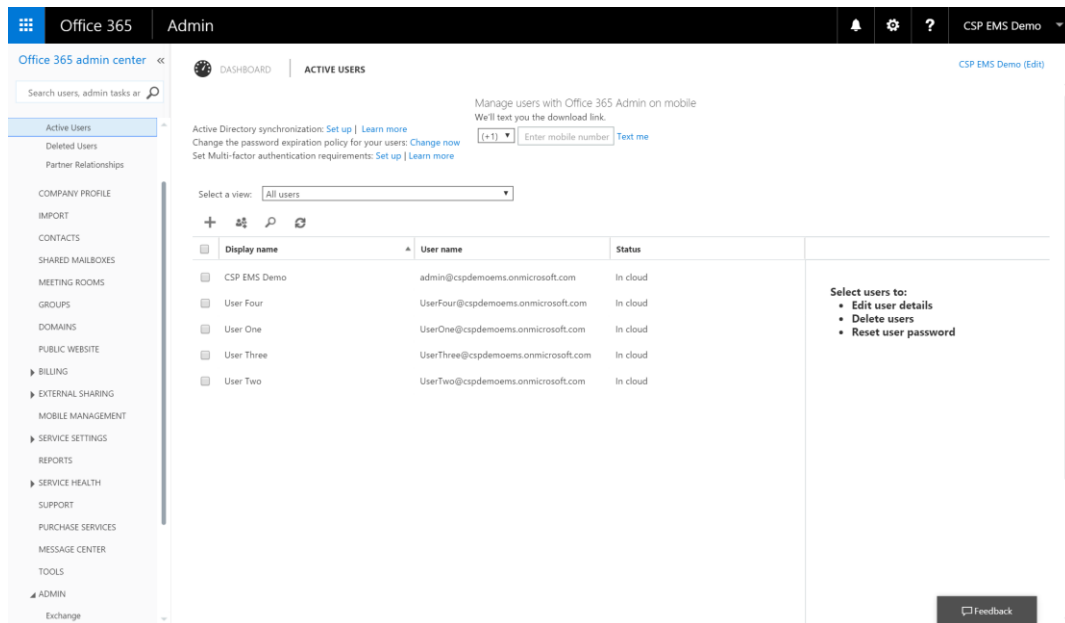 Office 365
Admin
?
CSP EMS Demo
Office 365 admin center «
Search users, admin tasks ar
Active Users
Deleted Users
Partner Relationships
COMPANY PROFILE
IMPORT
CONTACTS
SHARED MAILBOXES
MEETING ROOMS
GROUPS
DOMAINS
PUBLIC WEBSITE
BILLING
EXTERNAL SHARING
MOBILE MANAGEMENT
SERVICE SETTINGS
REPORTS
SERVICE HEALTH
SUPPORT
PURCHASE SERVICES
MESSAGE CENTER
TOOLS
ADMIN
Exchange
DASHBOARD
ACTIVE USERS
CSP EMS Demo (Edit)
Active Directory synchronization: Set up | Learn more
Change the password expiration policy for your users: Change now
Set Multi-factor authentication requirements: Set up | Learn more
Manage users with Office 365 Admin on mobile
We'll text you the download link.
(+1) Enter mobile number Text me
Select a view: All users
Display name User name Status
CSP EMS Demo admin@cspdemoems.onmicrosoft.com In cloud
User Four UserFour@cspdemoems.onmicrosoft.com In cloud
User One UserOne@cspdemoems.onmicrosoft.com In cloud
User Three UserThree@cspdemoems.onmicrosoft.com In cloud
User Two UserTwo@cspdemoems.onmicrosoft.com In cloud
Select users to:
• Edit user details
• Delete users
• Reset user password
Feedback